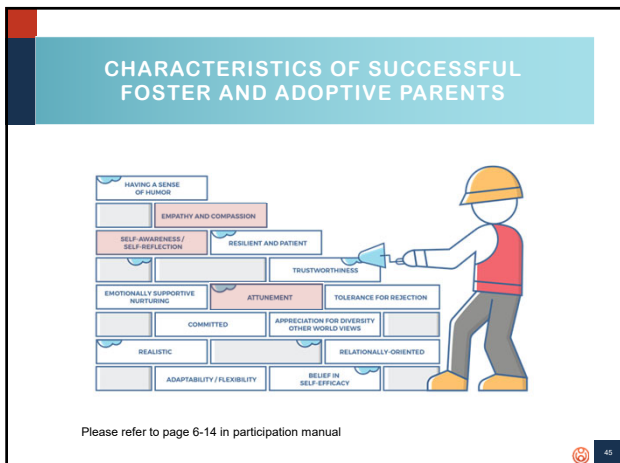 CHARACTERISTICS OF SUCCESSFUL
FOSTER AND ADOPTIVE PARENTS
HAVING A SENSE
OF HUMOR
EMPATHY AND COMPASSION
SELF-AWARENESS /
SELF-REFLECTION
RESILIENT AND PATIENT
TRUSTWORTHINESS
EMOTIONALLY SUPPORTIVE
NURTURING
ATTUNEMENT
TOLERANCE FOR REJECTION
COMMITTED
APPRECIATION FOR DIVERSITY
OTHER WORLD VIEWS
REALISTIC
RELATIONALLY-ORIENTED
ADAPTABILITY / FLEXIBILITY
BELIEF IN
SELF-EFFICACY
Please refer to page 6-14 in participation manual
45